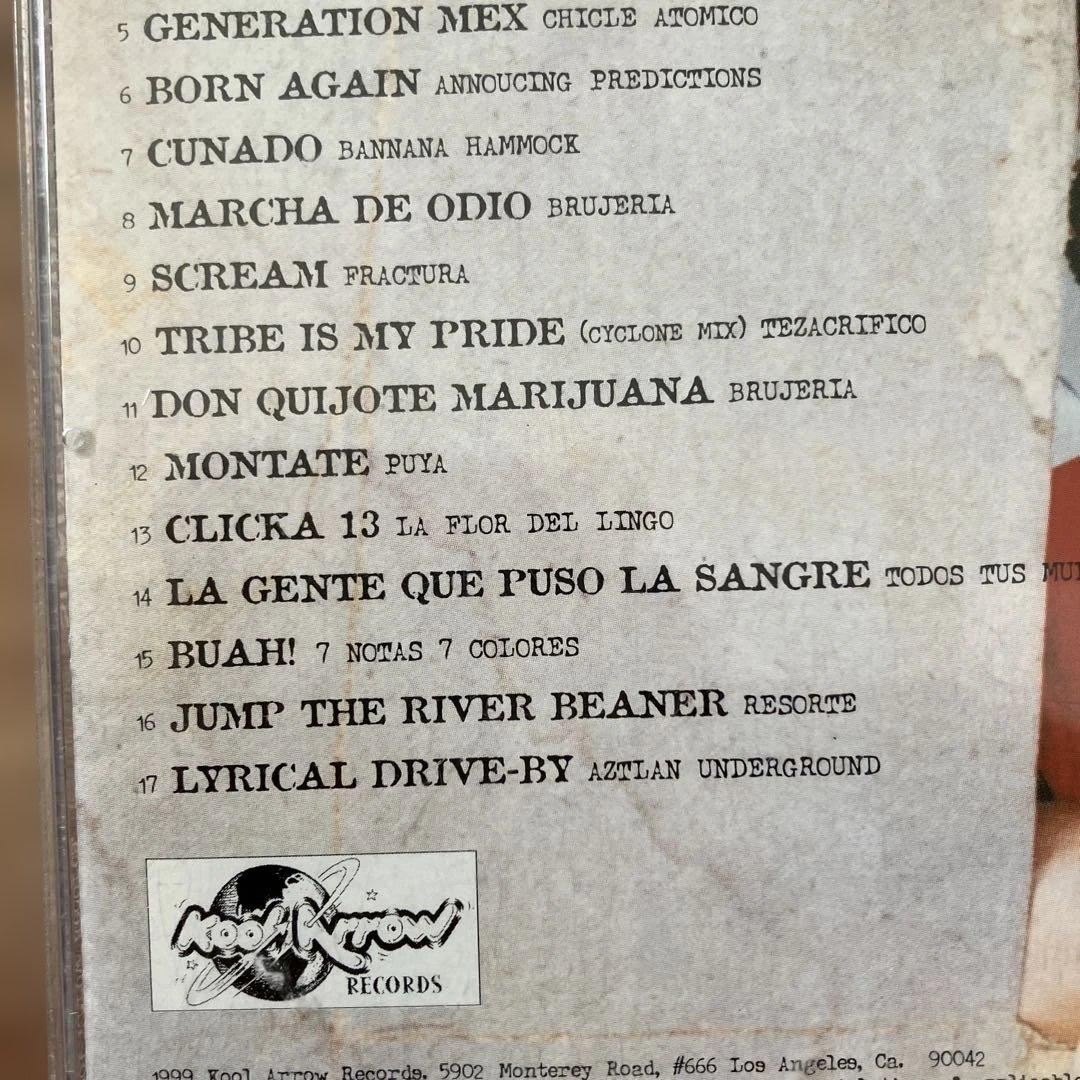 5 GENERATION MEX CHICLE ATOMICO
6 BORN AGAIN ANNOUCING PREDICTIONS
7 CUNADO BANNANA HAMMOCK
8 MARCHA DE ODIO BRUJERIA
9 SCREAM FRACTURA
10 TRIBE IS MY PRIDE (CYCLONE MIX) TEZACRIFICO
11 DON QUIJOTE MARIJUANA BRUJERIA
12 MONTATE PUYA
13 CLICKA 13 LA FLOR DEL LINGO
14 LA GENTE QUE PUSO LA SANGRE TODOS TUS
15 BUAH! 7 NOTAS 7 COLORES
16 JUMP THE RIVER BEANER RESORTE
17 LYRICAL DRIVE-BY AZTLAN UNDERGROUND
Kool Arrow
RECORDS
1999 Kool Arrow Records. 5902 Monterey Road, #666 Los Angeles, Ca. 90042